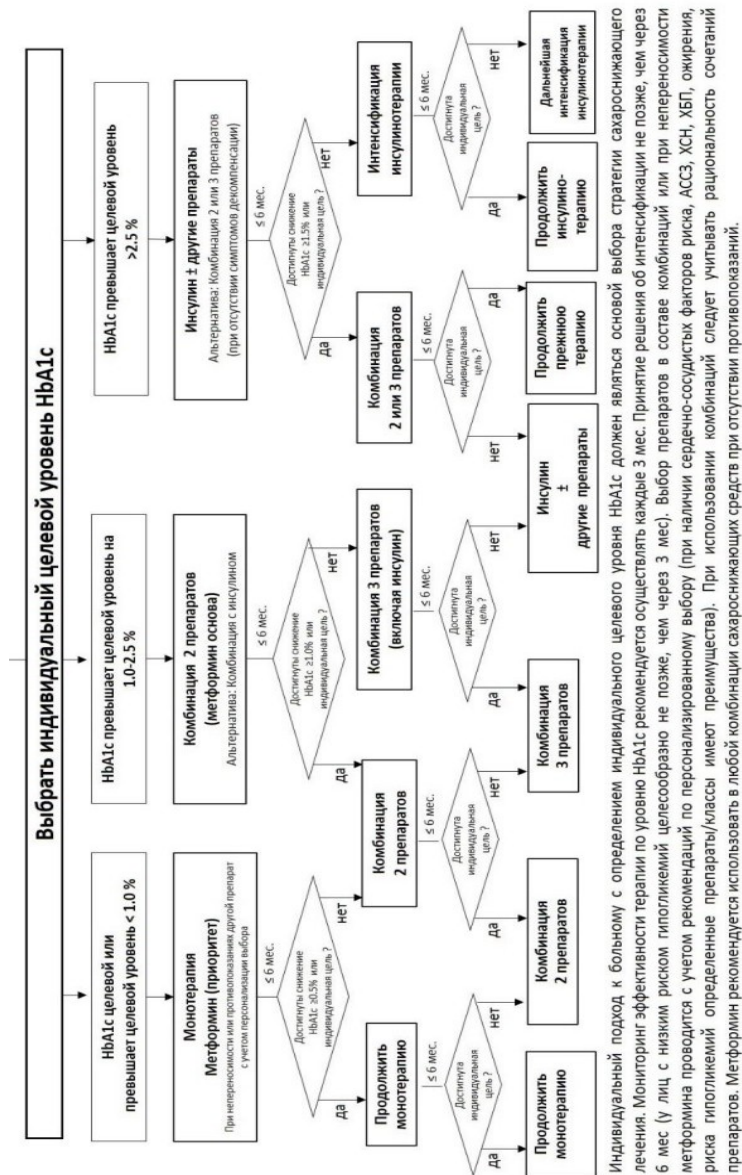 Выбрать индивидуальный целевой уровень HbA1c
HbA1c целевой или
превышает целевой уровень < 1.0 %
HbA1c превышает целевой уровень на
1.0-2.5 %
HbA1c превышает целевой уровень
>2.5 %
Монотерапия
Метформин (приоритет)
При непереносимости или противопоказаниях другой препарат
с учетом персонализации выбора
Комбинация 2 препаратов
(метформин основа)
Альтернатива: Комбинация с инсулином
Инсулин ± другие препараты
Альтернатива: Комбинация 2 или 3 препаратов
(при отсутствии симптомов декомпенсации)
≤ 6 мес.
≤ 6 мес.
≤ 6 мес.
Достигнуты снижение
HbA1c ≥0.5% или
индивидуальная цель ?
Достигнуты снижение
HbA1c ≥1.0% или
индивидуальная цель ?
Достигнуты снижение
HbA1c ≥1.5% или
индивидуальная цель ?
да
нет
да
нет
да
нет
Продолжить
монотерапию
Комбинация
2 препаратов
Комбинация 3 препаратов
(включая инсулин)
Комбинация
2 или 3 препаратов
Интенсификация
инсулинотерапии
≤ 6 мес.
≤ 6 мес.
≤ 6 мес.
≤ 6 мес.
≤ 6 мес.
Достигнута
индивидуальная
цель ?
Достигнута
индивидуальная
цель ?
Достигнута
индивидуальная
цель ?
Достигнута
индивидуальная
цель ?
Достигнута
индивидуальная
цель ?
да
нет
да
нет
да
нет
нет
да
да
нет
Продолжить
монотерапию
Комбинация
2 препаратов
Комбинация
3 препаратов
Инсулин
±
другие препараты
Продолжить
прежнюю
терапию
Продолжить
инсулино-
терапию
Дальнейшая
интенсификация
инсулинотерапии
Индивидуальный подход к больному с определением индивидуального целевого уровня HbA1c должен являться основой выбора стратегии сахароснижающего
лечения. Мониторинг эффективности терапии по уровню HbA1c рекомендуется осуществлять каждые 3 мес. Принятие решения об интенсификации не позже, чем через
6 мес (у лиц с низким риском гипогликемий целесообразно не позже, чем через 3 мес). Выбор препаратов в составе комбинаций или при непереносимости
метформина проводится с учетом рекомендаций по персонализированному выбору (при наличии сердечно-сосудистых факторов риска, АССЗ, ХСН, ХБП, ожирения,
риска гипогликемий определенные препараты/классы имеют преимущества). При использовании комбинаций следует учитывать рациональность сочетаний
препаратов. Метформин рекомендуется использовать в любой комбинации сахароснижающих средств при отсутствии противопоказаний.